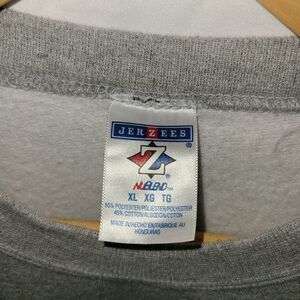 JERZEES
®
Z
NUBLEND™
XL XG TG
55% POLYESTER/POLIESTER/POLYESTER
45% COTTON/ALGODON/COTON
MADE IN/HECHO EN/FABRIQUE AU
HONDURAS